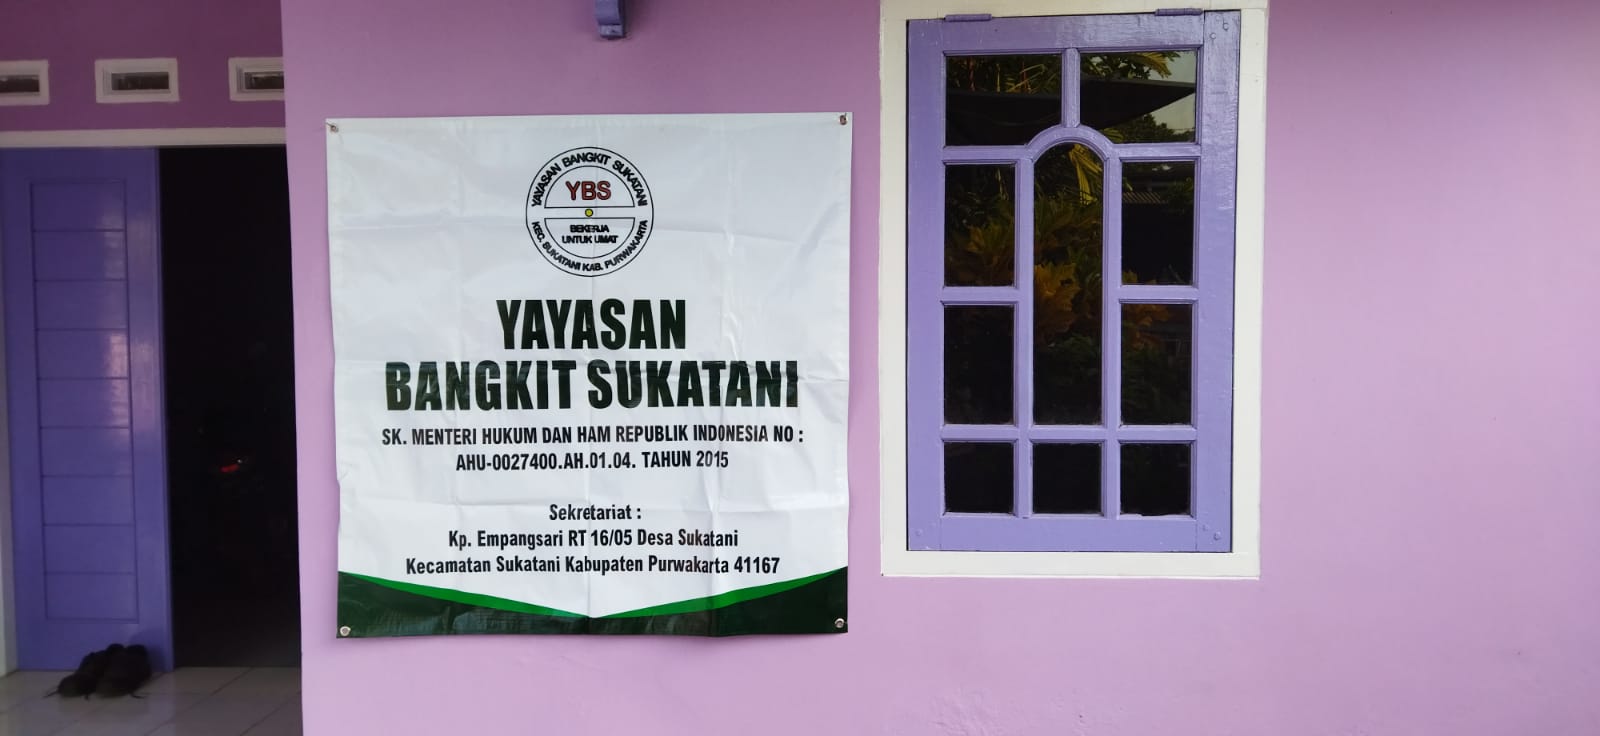 YAYASAN BANGKIT SUKATANI
YBS
BEKERJA
UNTUK UMAT
KEC. SUKATANI KAB. PURWAKARTA
YAYASAN
BANGKIT SUKATANI
SK. MENTERI HUKUM DAN HAM REPUBLIK INDONESIA NO :
AHU-0027400.AH.01.04. TAHUN 2015
Sekretariat :
Kp. Empangsari RT 16/05 Desa Sukatani
Kecamatan Sukatani Kabupaten Purwakarta 41167